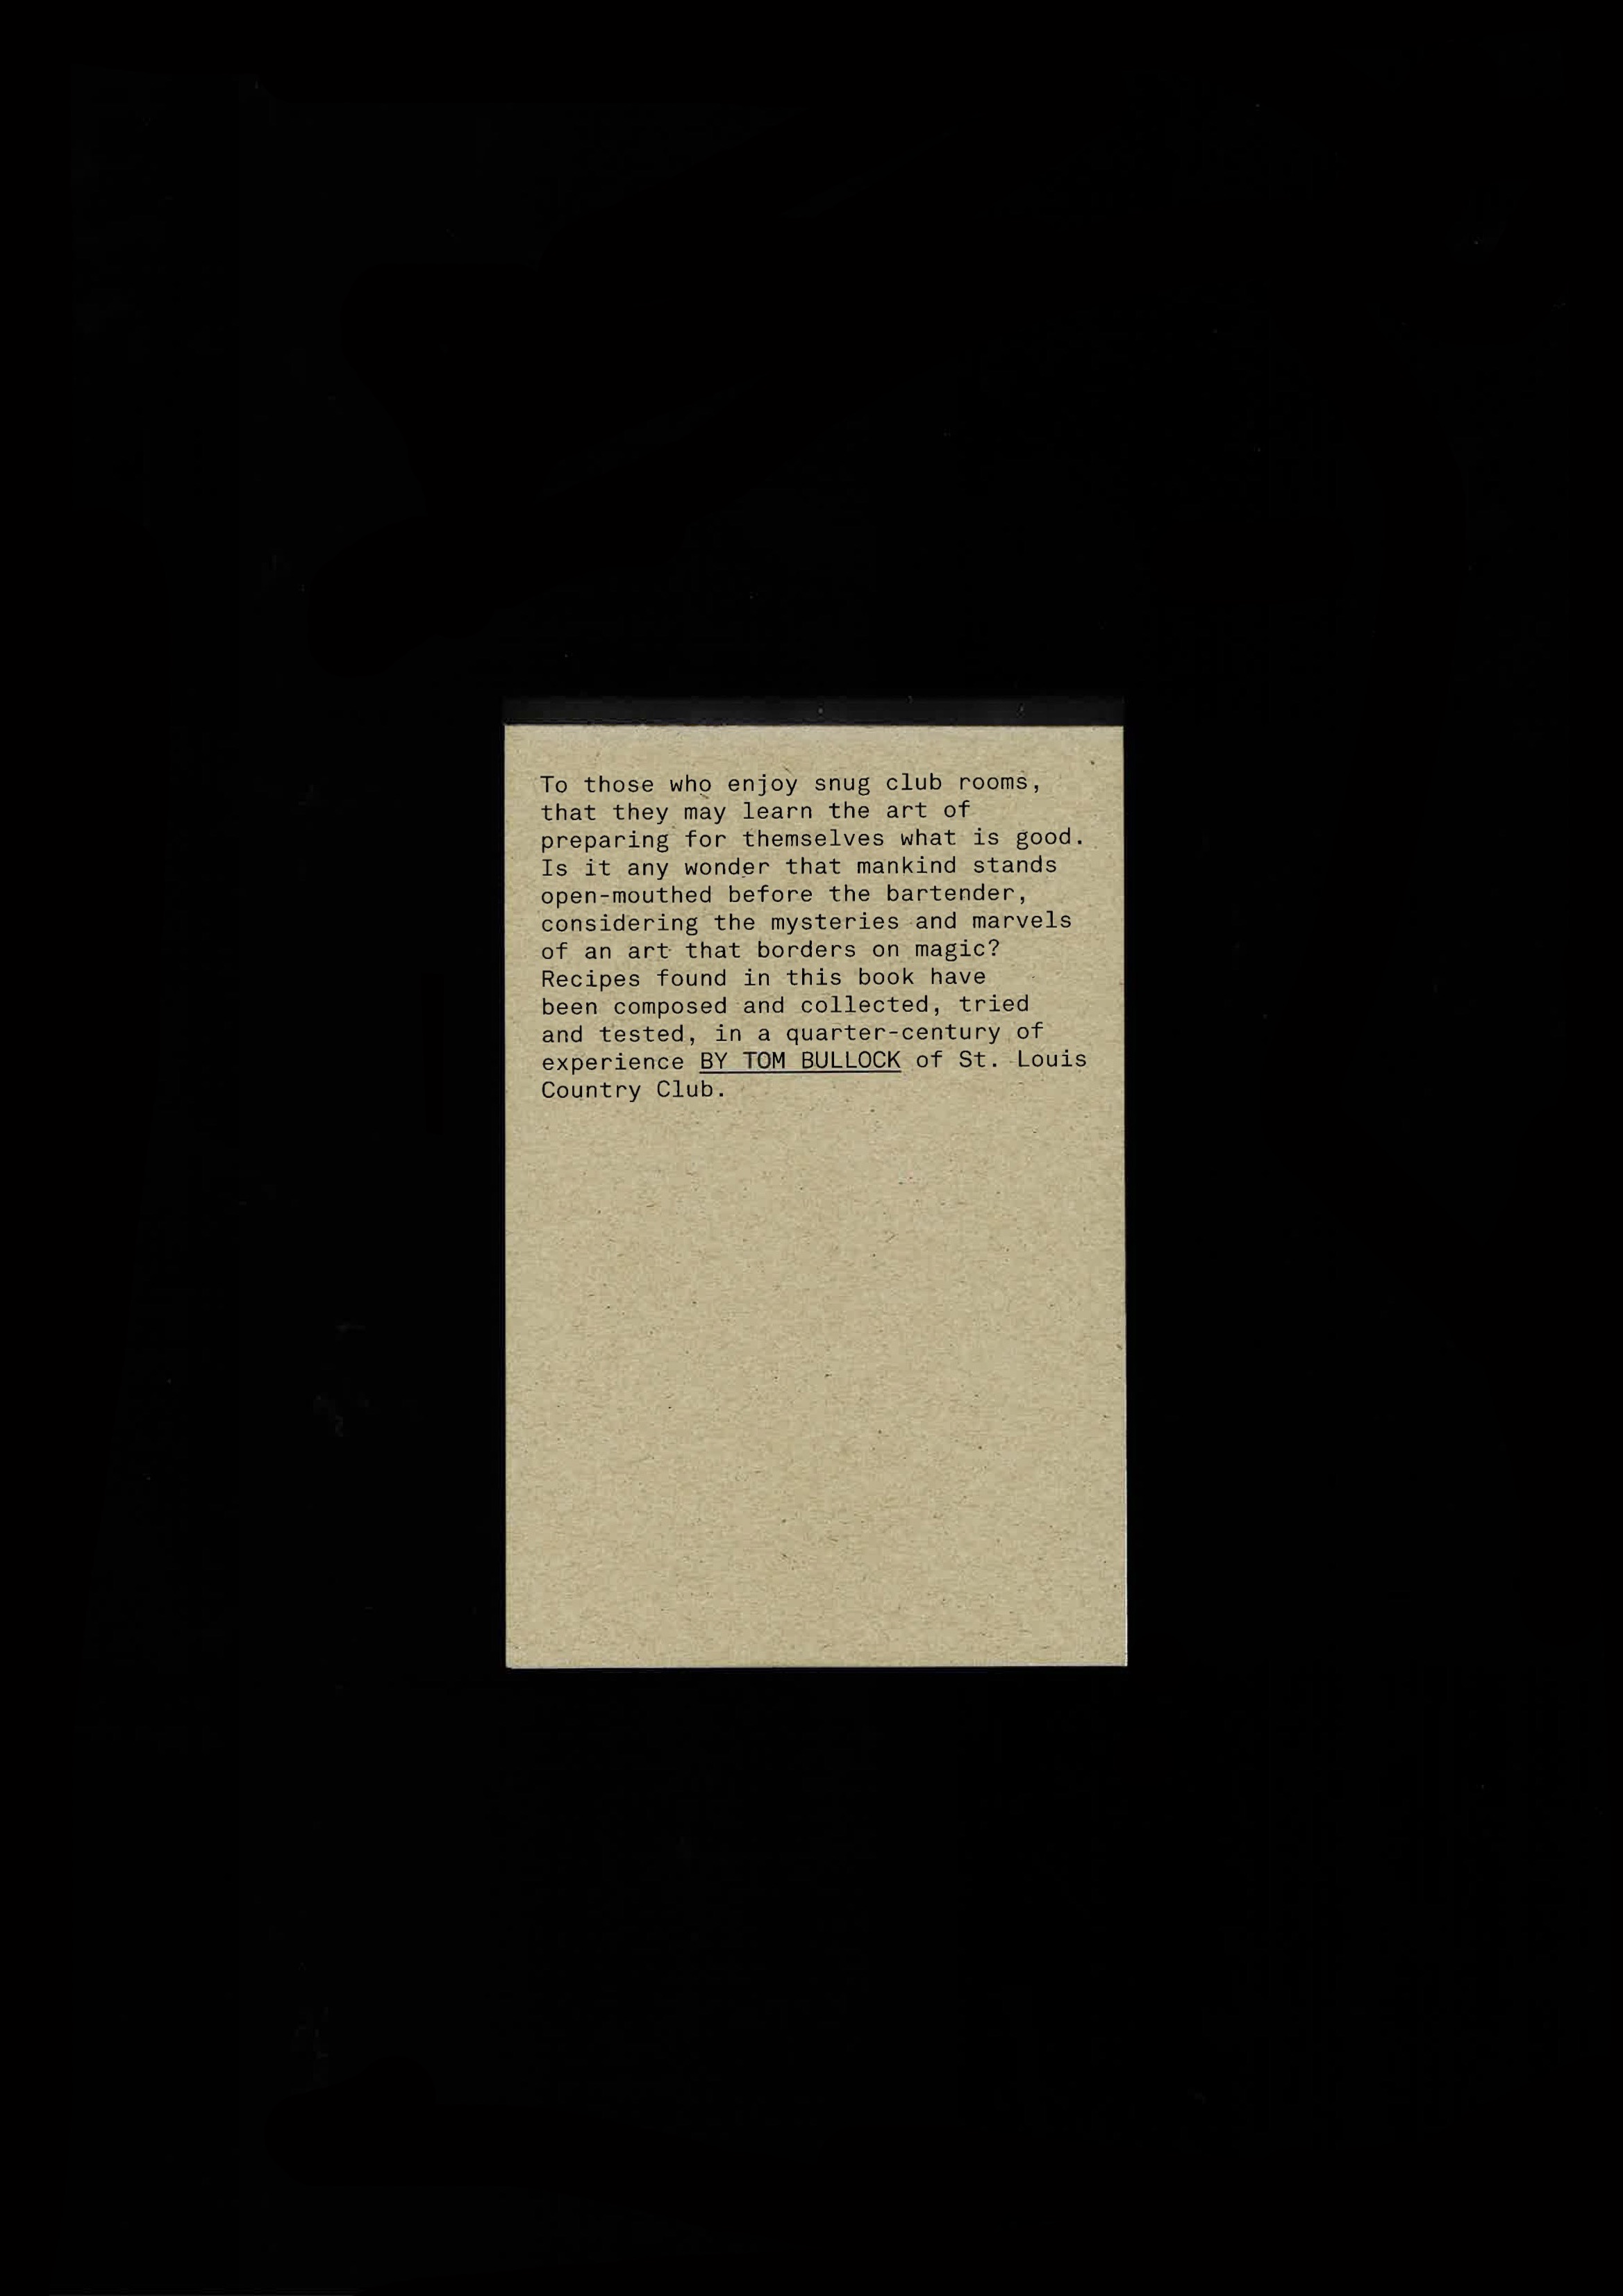 To those who enjoy snug club rooms,
that they may learn the art of
preparing for themselves what is good.
Is it any wonder that mankind stands
open-mouthed before the bartender,
considering the mysteries and marvels
of an art that borders on magic?
Recipes found in this book have
been composed and collected, tried
and tested, in a quarter-century of
experience BY TOM BULLOCK of St. Louis
Country Club.